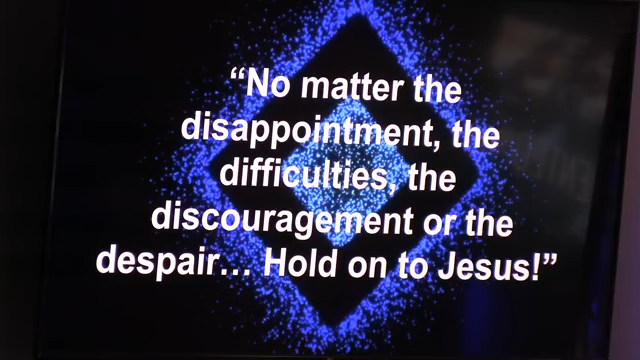 “No matter the
disappointment, the
difficulties, the
discouragement or the
despair... Hold on to Jesus!”